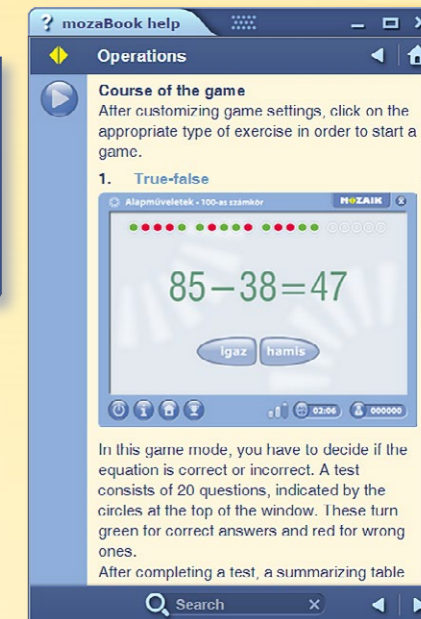 ? mozaBook help
Operations
Course of the game
After customizing game settings, click on the
appropriate type of exercise in order to start a
game.
1. True-false
Alapműveletek - 100-as számkör
MOZAIK
85–38=47
igaz hamis
02:06 000000
In this game mode, you have to decide if the
equation is correct or incorrect. A test
consists of 20 questions, indicated by the
circles at the top of the window. These turn
green for correct answers and red for wrong
ones.
After completing a test, a summarizing table
Search